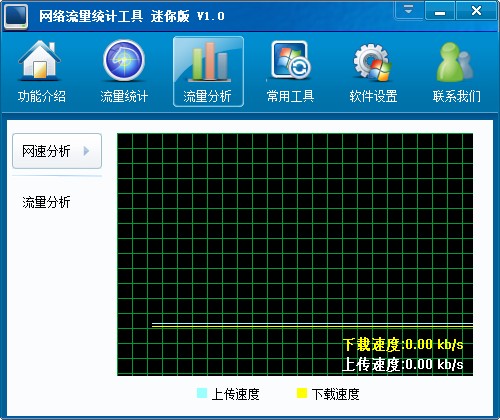 网络流量统计工具 迷你版 V1.0
功能介绍 流量统计 流量分析 常用工具 软件设置 联系我们
网速分析
流量分析
下载速度:0.00 kb/s
上传速度:0.00 kb/s
上传速度 下载速度